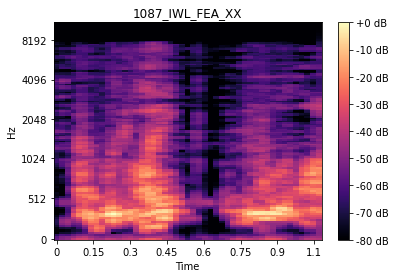 1087_IWL_FEA_XX
+0 dB
8192
-10 dB
4096
-20 dB
-30 dB
2048
Hz
-40 dB
1024
-50 dB
512
-60 dB
-70 dB
0
-80 dB
0 0.15 0.3 0.45 0.6 0.75 0.9 1.1
Time